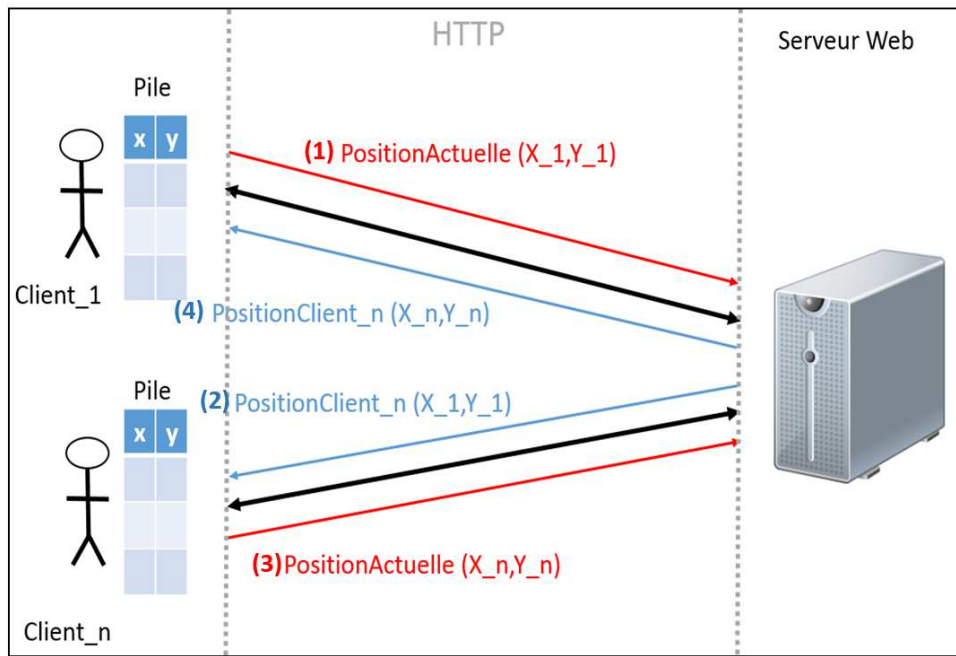 HTTP
Serveur Web
Pile
x y
(1) PositionActuelle (X_1,Y_1)
Client_1
(4) PositionClient_n (X_n,Y_n)
Pile
(2) PositionClient_n (X_1,Y_1)
x y
(3) PositionActuelle (X_n,Y_n)
Client_n